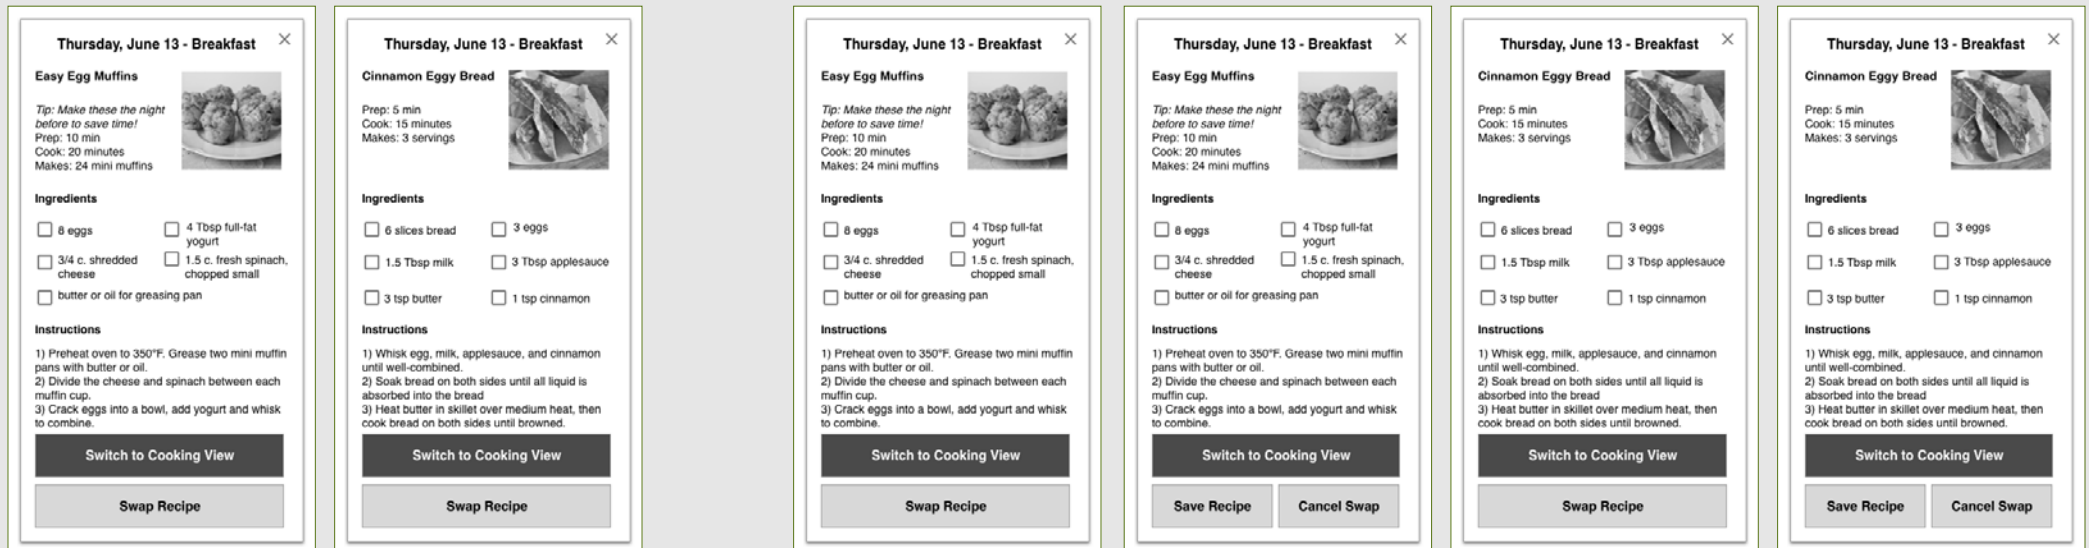 Thursday, June 13 - Breakfast
Easy Egg Muffins
Tip: Make these the night
before to save time!
Prep: 10 min
Cook: 20 minutes
Makes: 24 mini muffins
Ingredients
8 eggs
4 Tbsp full-fat
yogurt
3/4 c. shredded
cheese
1.5 c. fresh spinach,
chopped small
butter or oil for greasing pan
Instructions
1) Preheat oven to 350°F. Grease two mini muffin
pans with butter or oil.
2) Divide the cheese and spinach between each
muffin cup.
3) Crack eggs into a bowl, add yogurt and whisk
to combine.
Switch to Cooking View
Swap Recipe
Thursday, June 13 - Breakfast
Cinnamon Eggy Bread
Prep: 5 min
Cook: 15 minutes
Makes: 3 servings
Ingredients
6 slices bread
3 eggs
1.5 Tbsp milk
3 Tbsp applesauce
3 tsp butter
1 tsp cinnamon
Instructions
1) Whisk egg, milk, applesauce, and cinnamon
until well-combined.
2) Soak bread on both sides until all liquid is
absorbed into the bread
3) Heat butter in skillet over medium heat, then
cook bread on both sides until browned.
Switch to Cooking View
Swap Recipe
Thursday, June 13 - Breakfast
Easy Egg Muffins
Tip: Make these the night
before to save time!
Prep: 10 min
Cook: 20 minutes
Makes: 24 mini muffins
Ingredients
8 eggs
4 Tbsp full-fat
yogurt
3/4 c. shredded
cheese
1.5 c. fresh spinach,
chopped small
butter or oil for greasing pan
Instructions
1) Preheat oven to 350°F. Grease two mini muffin
pans with butter or oil.
2) Divide the cheese and spinach between each
muffin cup.
3) Crack eggs into a bowl, add yogurt and whisk
to combine.
Switch to Cooking View
Swap Recipe
Thursday, June 13 - Breakfast
Easy Egg Muffins
Tip: Make these the night
before to save time!
Prep: 10 min
Cook: 20 minutes
Makes: 24 mini muffins
Ingredients
8 eggs
4 Tbsp full-fat
yogurt
3/4 c. shredded
cheese
1.5 c. fresh spinach,
chopped small
butter or oil for greasing pan
Instructions
1) Preheat oven to 350°F. Grease two mini muffin
pans with butter or oil.
2) Divide the cheese and spinach between each
muffin cup.
3) Crack eggs into a bowl, add yogurt and whisk
to combine.
Switch to Cooking View
Save Recipe
Cancel Swap
Thursday, June 13 - Breakfast
Cinnamon Eggy Bread
Prep: 5 min
Cook: 15 minutes
Makes: 3 servings
Ingredients
6 slices bread
3 eggs
1.5 Tbsp milk
3 Tbsp applesauce
3 tsp butter
1 tsp cinnamon
Instructions
1) Whisk egg, milk, applesauce, and cinnamon
until well-combined.
2) Soak bread on both sides until all liquid is
absorbed into the bread
3) Heat butter in skillet over medium heat, then
cook bread on both sides until browned.
Switch to Cooking View
Swap Recipe
Thursday, June 13 - Breakfast
Cinnamon Eggy Bread
Prep: 5 min
Cook: 15 minutes
Makes: 3 servings
Ingredients
6 slices bread
3 eggs
1.5 Tbsp milk
3 Tbsp applesauce
3 tsp butter
1 tsp cinnamon
Instructions
1) Whisk egg, milk, applesauce, and cinnamon
until well-combined.
2) Soak bread on both sides until all liquid is
absorbed into the bread
3) Heat butter in skillet over medium heat, then
cook bread on both sides until browned.
Switch to Cooking View
Save Recipe
Cancel Swap